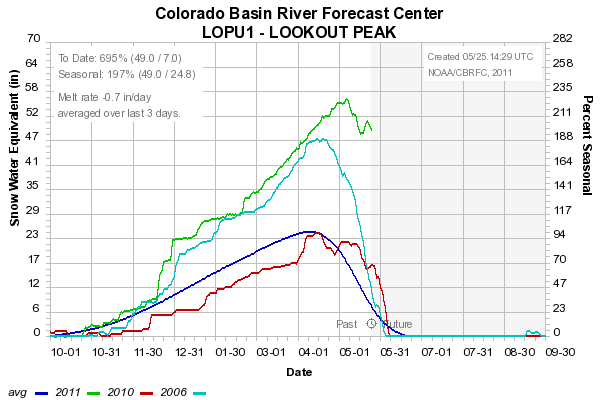 Colorado Basin River Forecast Center
LOPU1 - LOOKOUT PEAK
To Date: 695% (49.0 / 7.0)
Seasonal: 197% (49.0 / 24.8)
Melt rate -0.7 in/day
averaged over last 3 days.
Created 05/25.14:29 UTC
NOAA/CBRFC, 2011
Snow Water Equivalent (in)
70
64
58
52
47
41
35
29
23
17
12
6
0
Percent Seasonal
282
258
235
211
188
164
141
117
94
70
47
23
0
Past Future
10-01 10-31 11-30 12-31 01-30 03-01 04-01 05-01 05-31 07-01 07-31 08-30 09-30
Date
avg 2011 2010 2006